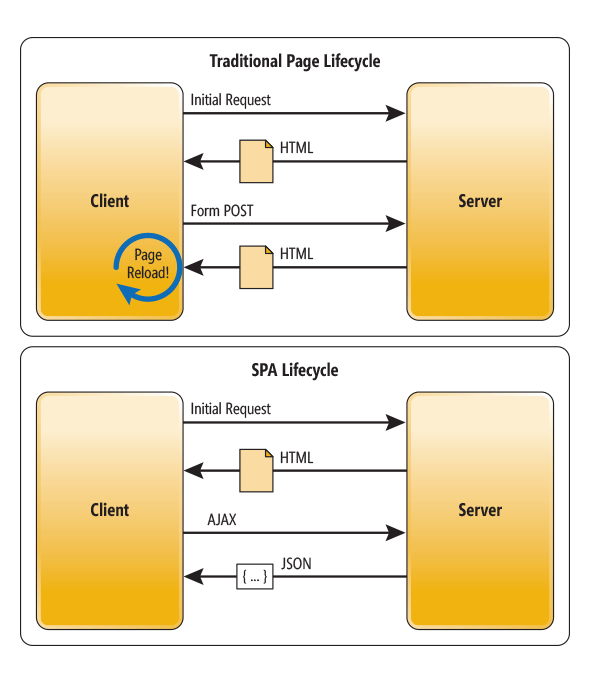 Traditional Page Lifecycle
Initial Request
HTML
Client
Server
Form POST
HTML
Page
Reload!
SPA Lifecycle
Initial Request
HTML
Client
Server
AJAX
JSON
{ ... }